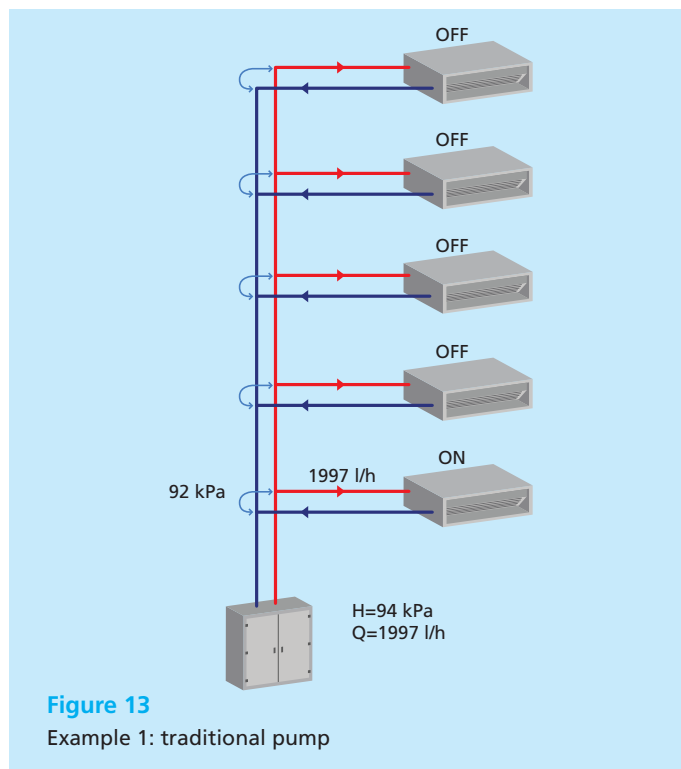 OFF
OFF
OFF
OFF
ON
1997 l/h
92 kPa
H=94 kPa
Q=1997 l/h
Figure 13
Example 1: traditional pump